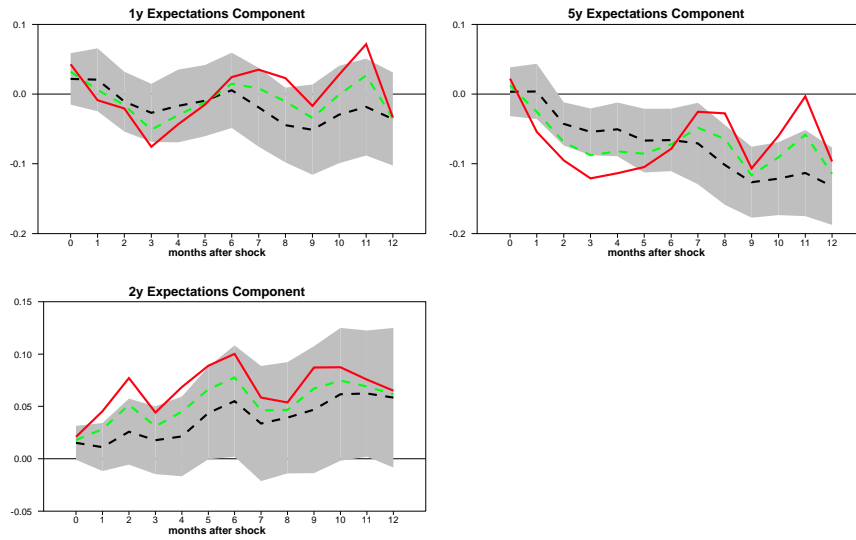 1y Expectations Component
0.1
0.0
-0.1
-0.2
0 1 2 3 4 5 6 7 8 9 10 11 12
months after shock
5y Expectations Component
0.1
0.0
-0.1
-0.2
0 1 2 3 4 5 6 7 8 9 10 11 12
months after shock
2y Expectations Component
0.15
0.10
0.05
0.00
-0.05
0 1 2 3 4 5 6 7 8 9 10 11 12
months after shock